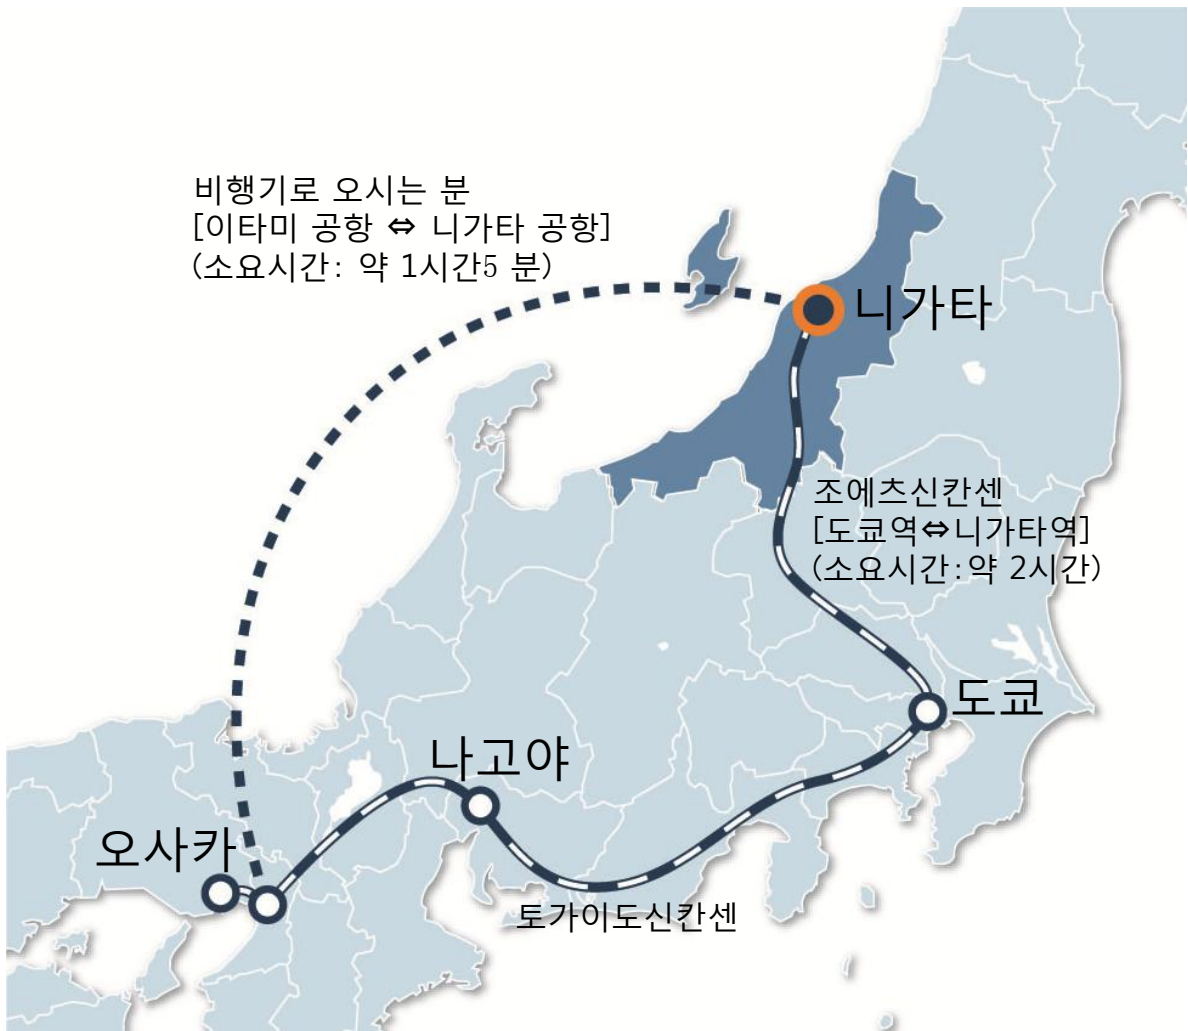 비행기로 오시는 분
[이타미 공항 ⇔ 니가타 공항]
(소요시간: 약 1시간5 분)
니가타
조에츠신칸센
[도쿄역⇔니가타역]
(소요시간:약 2시간)
도쿄
나고야
오사카
토가이도신칸센